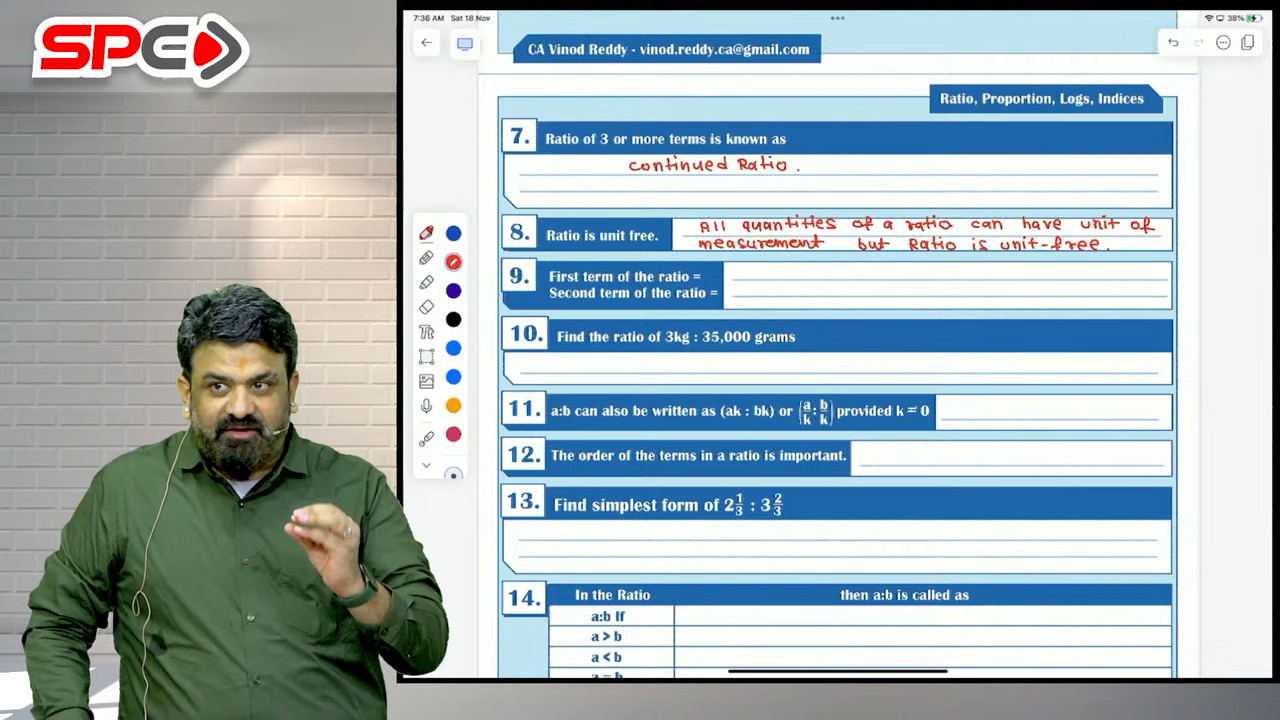 SPC
7:36 AM Sat 18 Nov
38%
CA Vinod Reddy - vinod.reddy.ca@gmail.com
Ratio, Proportion, Logs, Indices
7. Ratio of 3 or more terms is known as
Continued Ratio.
8. Ratio is unit free.
All quantities of a ratio can have unit of
measurement but Ratio is unit-free.
9. First term of the ratio =
Second term of the ratio =
10. Find the ratio of 3kg : 35,000 grams
11. a:b can also be written as (ak : bk) or (a/k : b/k) provided k ≠ 0
12. The order of the terms in a ratio is important.
13. Find simplest form of 2 1/3 : 3 2/3
14. In the Ratio then a:b is called as
a:b If
a > b
a < b
a = b